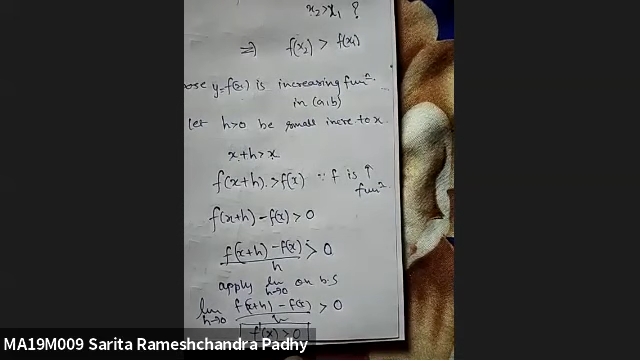 x₂>x₁ ?
⇒ f(x₂) > f(x₁)
ose y=f(x) is increasing funⁿ
in (a,b)
let h>0 be small incre to x
x+h>x
f(x+h) > f(x) ∵ f is ↑
funⁿ
f(x+h) - f(x) > 0
f(x+h) - f(x) / h > 0
apply lim h→0 on b.s
lim h→0 f(x+h) - f(x) / h > 0
f'(x) > 0
MA19M009 Sarita Rameshchandra Padhy